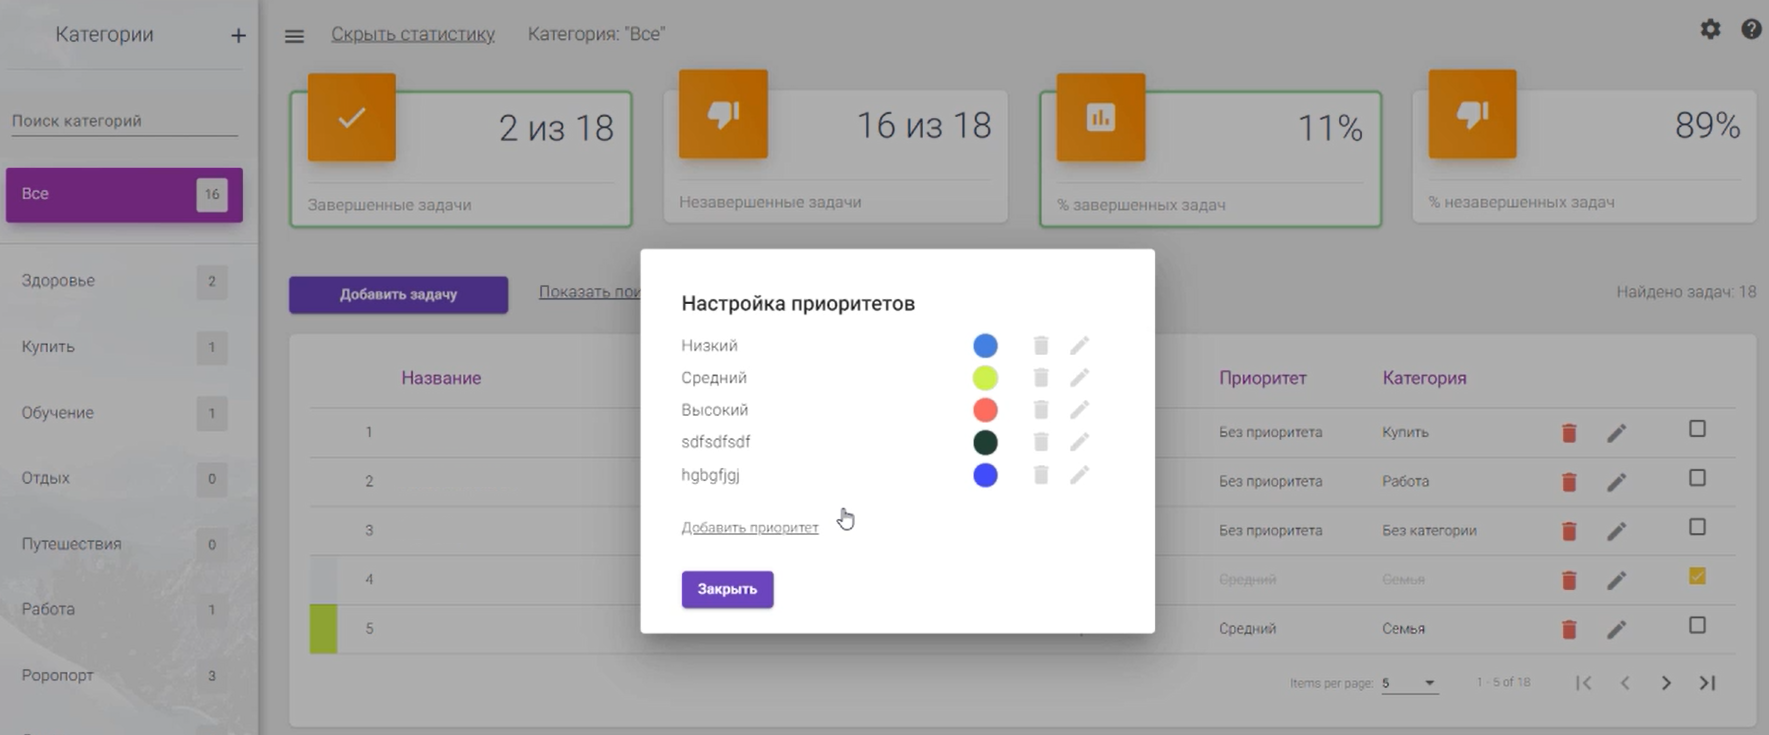 Категории +
Поиск категорий
Все 16
Здоровье 2
Купить 1
Обучение 1
Отдых 0
Путешествия 0
Работа 1
Роропорт 3
Скрыть статистику Категория: "Все"
2 из 18
Завершенные задачи
16 из 18
Незавершенные задачи
11%
% завершенных задач
89%
% незавершенных задач
Добавить задачу Показать пои
Найдено задач: 18
Название Приоритет Категория
1 Без приоритета Купить
2 Без приоритета Работа
3 Без приоритета Без категории
4 Средний Семья
5 Средний Семья
Items per page: 5 1 - 5 of 18
Настройка приоритетов
Низкий
Средний
Высокий
sdfsdfsdf
hgbgfjgj
Добавить приоритет
Закрыть